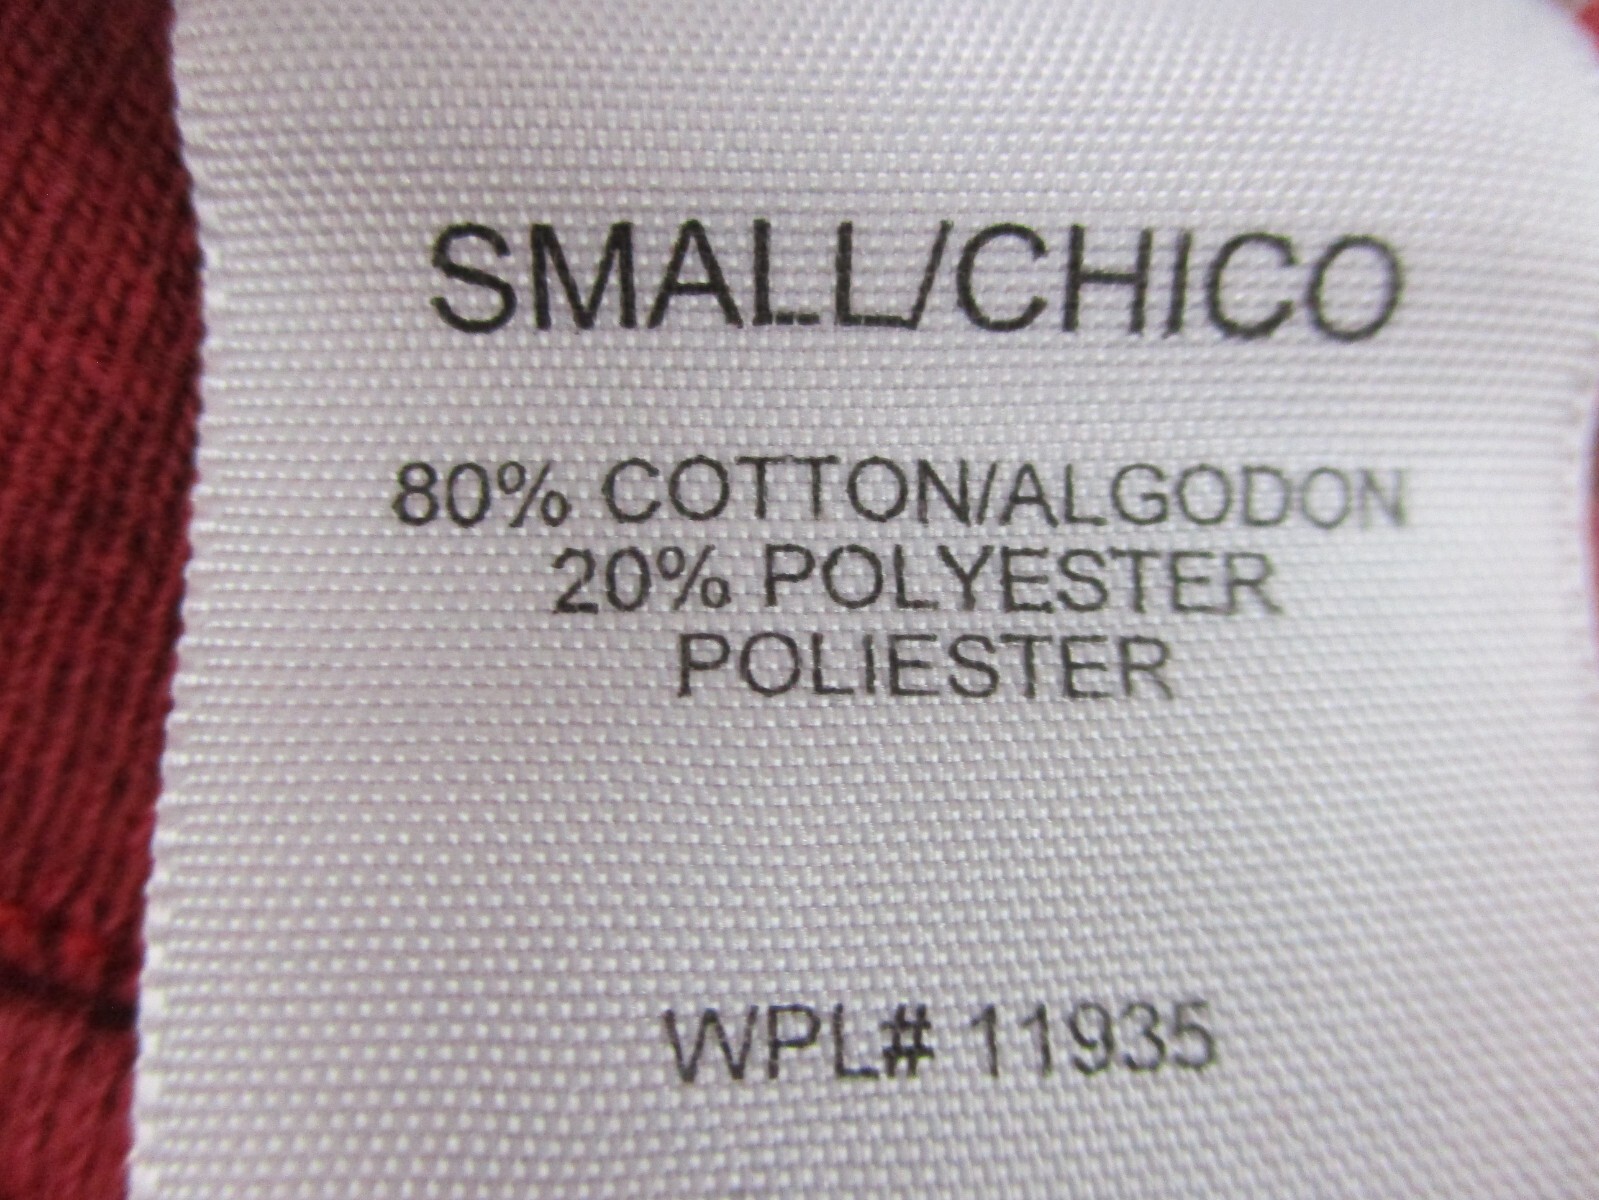 SMALL/CHICO
80% COTTON/ALGODON
20% POLYESTER
POLIESTER
WPL# 11935